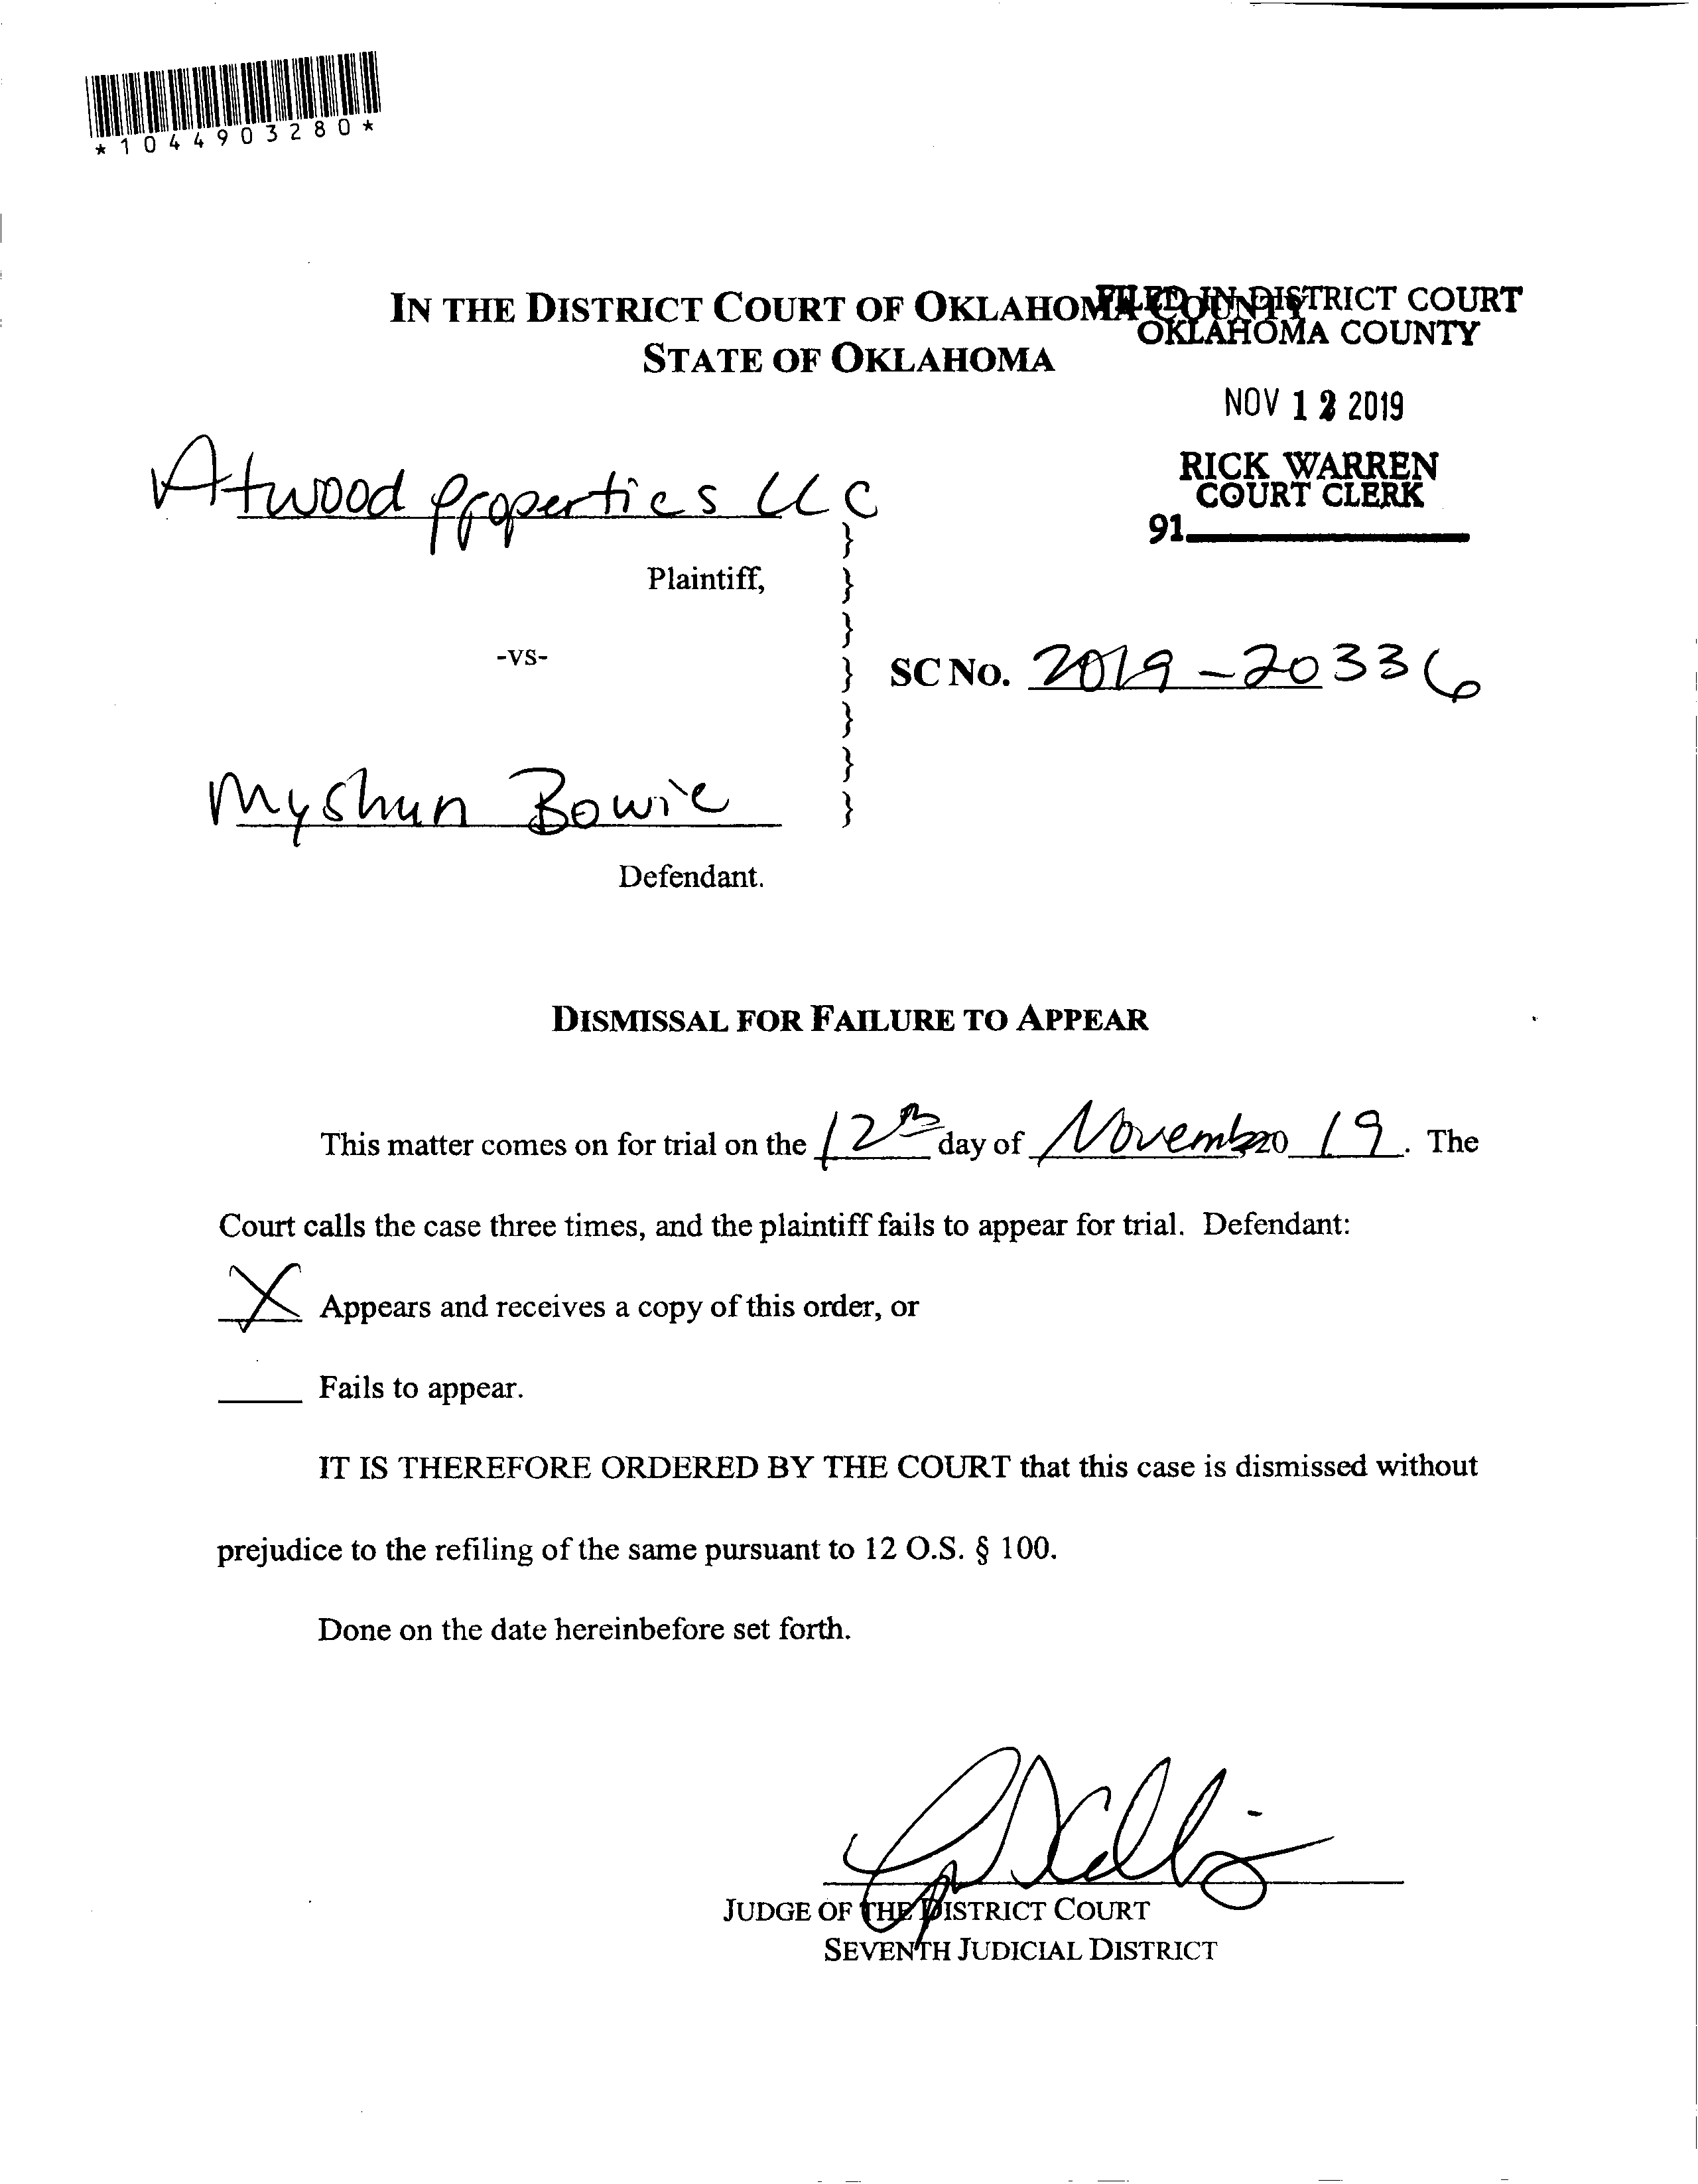 *1044903280*
IN THE DISTRICT COURT OF OKLAHOMA COUNTY
STATE OF OKLAHOMA
FILED IN DISTRICT COURT
OKLAHOMA COUNTY
NOV 12 2019
RICK WARREN
COURT CLERK
91
Atwood properties LLC
}
Plaintiff, }
}
-vs- } SC No. 2019-20336
}
}
Myshun Bowie }
Defendant.
DISMISSAL FOR FAILURE TO APPEAR
This matter comes on for trial on the 12th day of November 20 19. The
Court calls the case three times, and the plaintiff fails to appear for trial. Defendant:
X Appears and receives a copy of this order, or
Fails to appear.
IT IS THEREFORE ORDERED BY THE COURT that this case is dismissed without
prejudice to the refiling of the same pursuant to 12 O.S. § 100.
Done on the date hereinbefore set forth.
JUDGE OF THE DISTRICT COURT
SEVENTH JUDICIAL DISTRICT